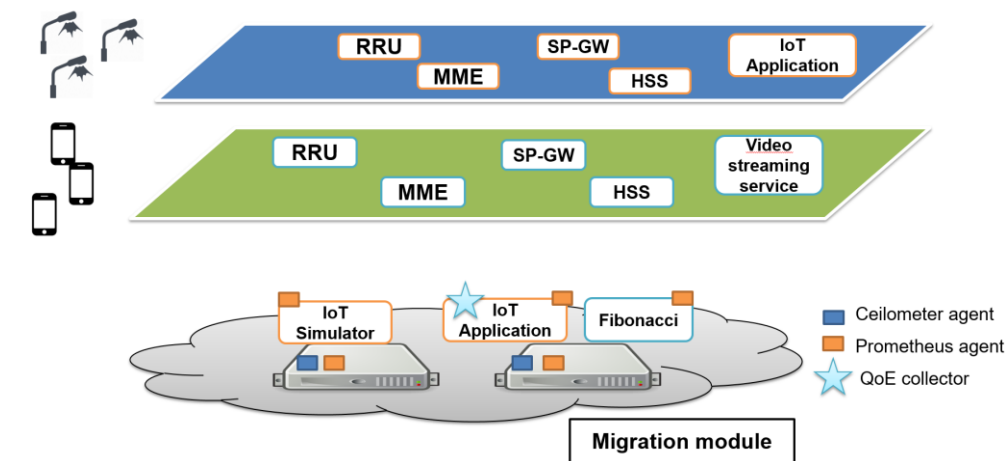 RRU
SP-GW
IoT
Application
MME
HSS
RRU
SP-GW
Video
streaming
service
MME
HSS
IoT
Simulator
IoT
Application
Fibonacci
Ceilometer agent
Prometheus agent
QoE collector
Migration module